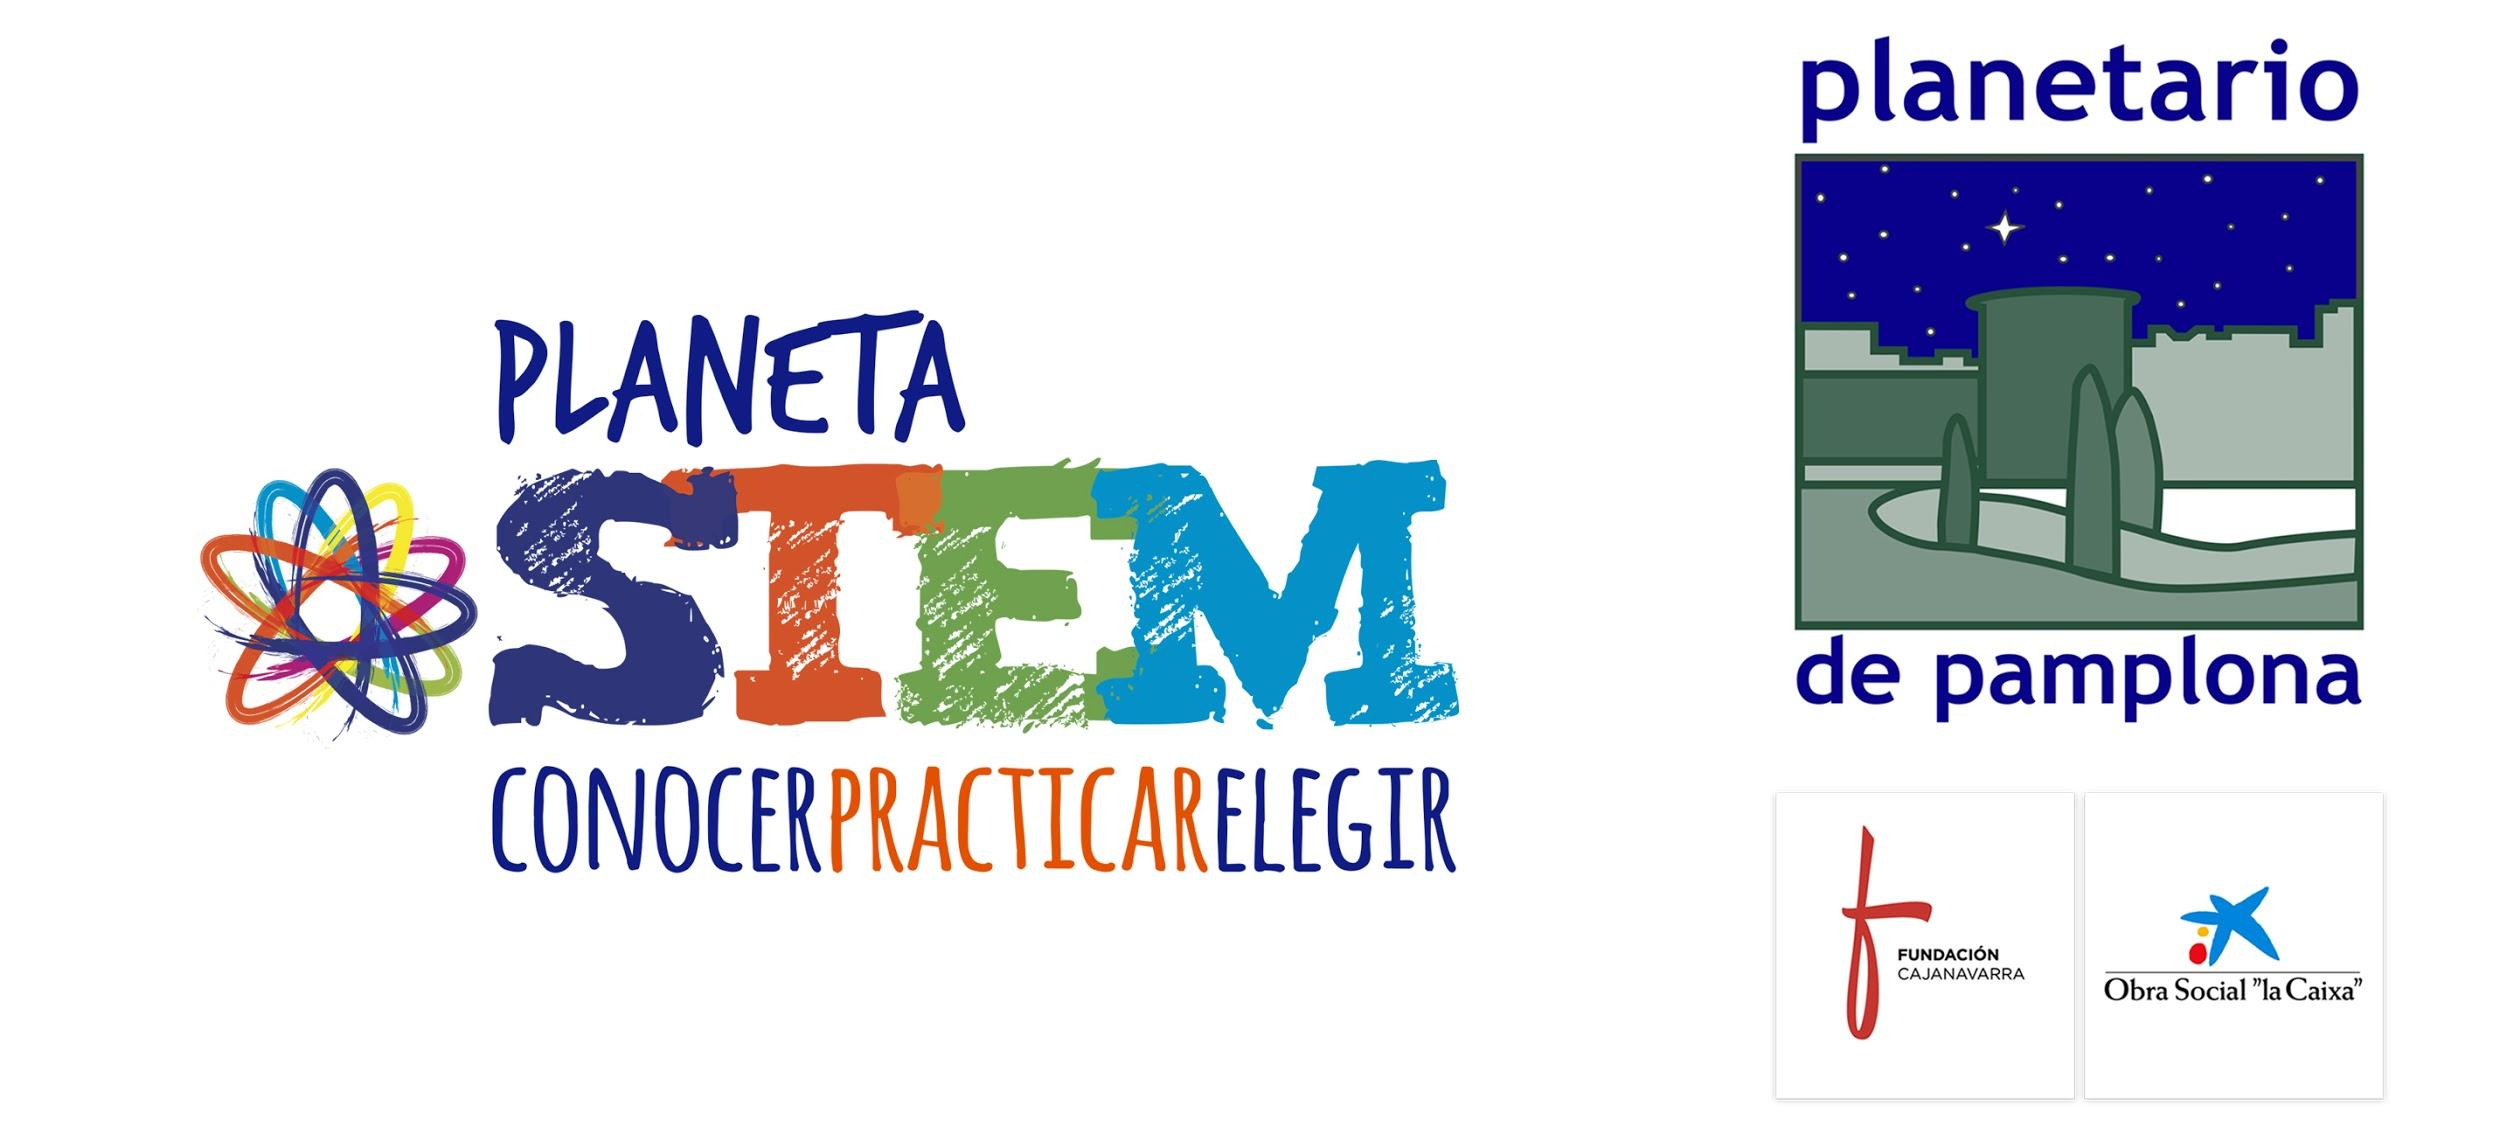 PLANETA
STEM
CONOCERPRACTICARELEGIR
planetario
de pamplona
FUNDACIÓN
CAJANAVARRA
Obra Social ”la Caixa”